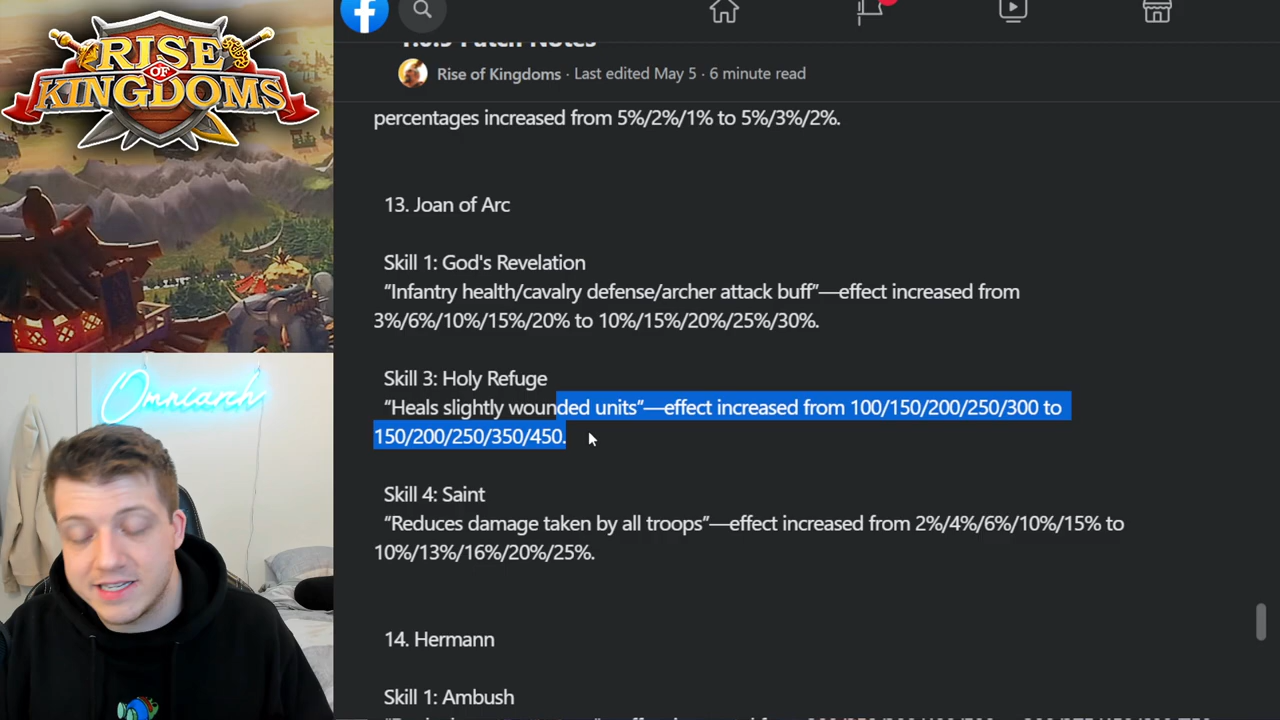 RISE
OF
KINGDOMS
Omniarch
Patch Notes
Rise of Kingdoms · Last edited May 5 · 6 minute read
percentages increased from 5%/2%/1% to 5%/3%/2%.
13. Joan of Arc
Skill 1: God's Revelation
“Infantry health/cavalry defense/archer attack buff”—effect increased from
3%/6%/10%/15%/20% to 10%/15%/20%/25%/30%.
Skill 3: Holy Refuge
“Heals slightly wounded units”—effect increased from 100/150/200/250/300 to
150/200/250/350/450.
Skill 4: Saint
“Reduces damage taken by all troops”—effect increased from 2%/4%/6%/10%/15% to
10%/13%/16%/20%/25%.
14. Hermann
Skill 1: Ambush